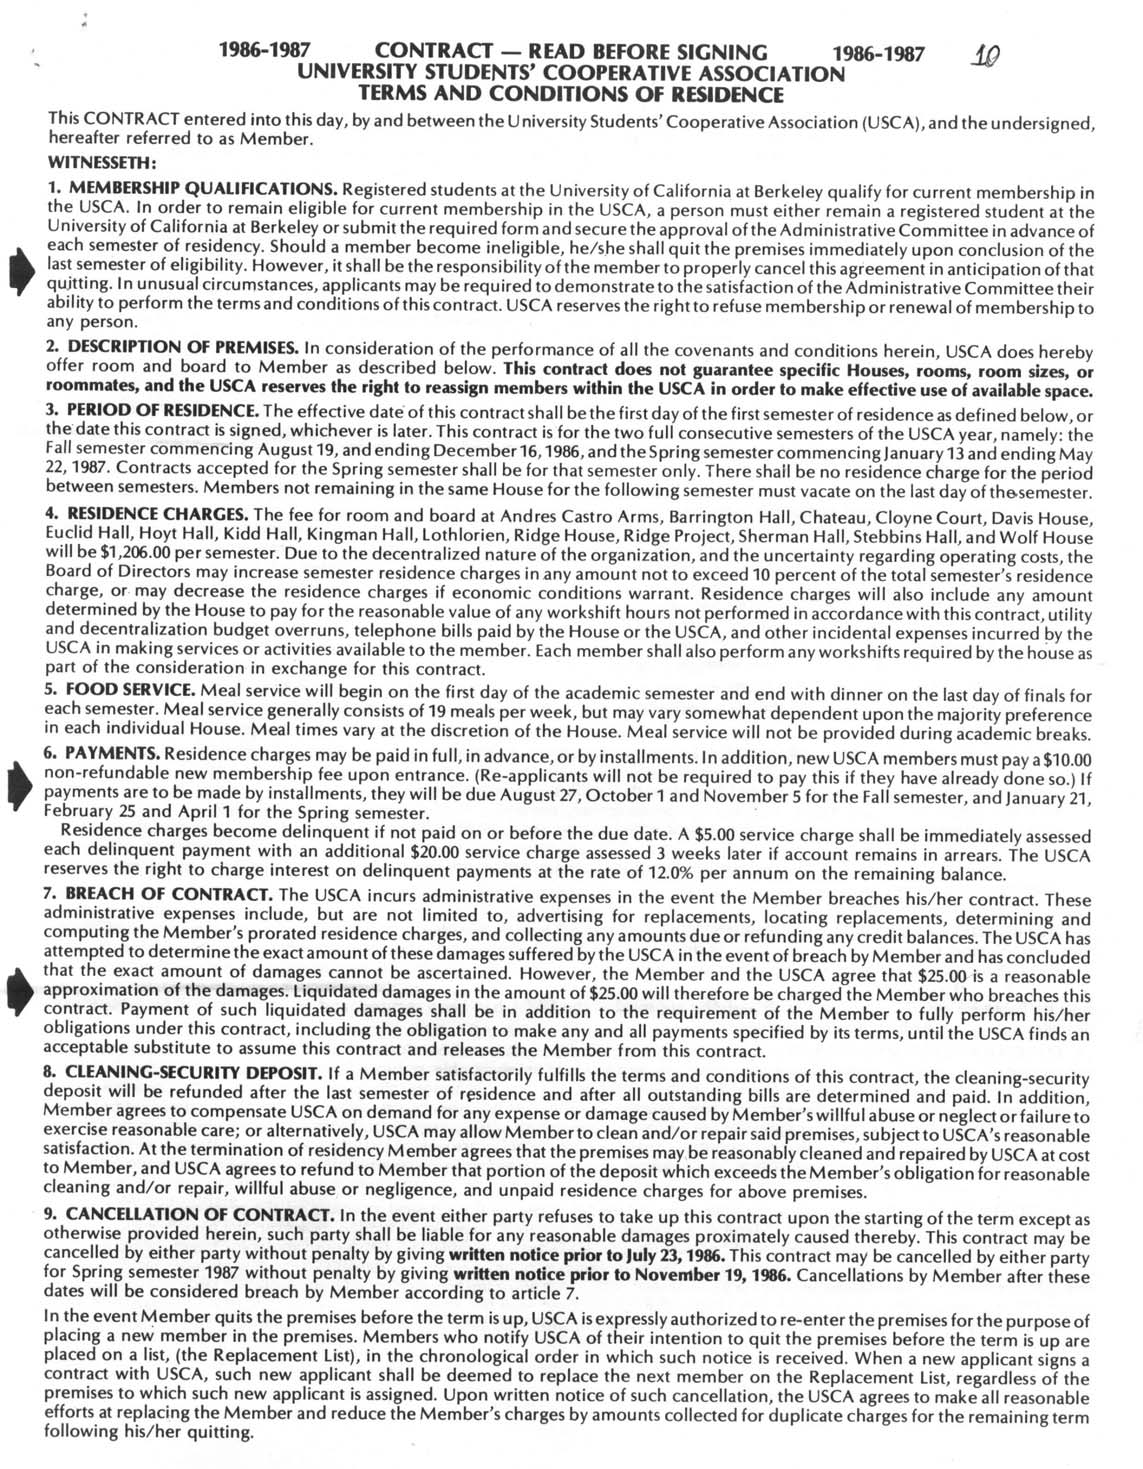 1986-1987 CONTRACT — READ BEFORE SIGNING 1986-1987 10
UNIVERSITY STUDENTS' COOPERATIVE ASSOCIATION
TERMS AND CONDITIONS OF RESIDENCE
This CONTRACT entered into this day, by and between the University Students' Cooperative Association (USCA), and the undersigned,
hereafter referred to as Member.
WITNESSETH:
1. MEMBERSHIP QUALIFICATIONS. Registered students at the University of California at Berkeley qualify for current membership in
the USCA. In order to remain eligible for current membership in the USCA, a person must either remain a registered student at the
University of California at Berkeley or submit the required form and secure the approval of the Administrative Committee in advance of
each semester of residency. Should a member become ineligible, he/she shall quit the premises immediately upon conclusion of the
last semester of eligibility. However, it shall be the responsibility of the member to properly cancel this agreement in anticipation of that
quitting. In unusual circumstances, applicants may be required to demonstrate to the satisfaction of the Administrative Committee their
ability to perform the terms and conditions of this contract. USCA reserves the right to refuse membership or renewal of membership to
any person.
2. DESCRIPTION OF PREMISES. In consideration of the performance of all the covenants and conditions herein, USCA does hereby
offer room and board to Member as described below. This contract does not guarantee specific Houses, rooms, room sizes, or
roommates, and the USCA reserves the right to reassign members within the USCA in order to make effective use of available space.
3. PERIOD OF RESIDENCE. The effective date of this contract shall be the first day of the first semester of residence as defined below, or
the date this contract is signed, whichever is later. This contract is for the two full consecutive semesters of the USCA year, namely: the
Fall semester commencing August 19, and ending December 16, 1986, and the Spring semester commencing January 13 and ending May
22, 1987. Contracts accepted for the Spring semester shall be for that semester only. There shall be no residence charge for the period
between semesters. Members not remaining in the same House for the following semester must vacate on the last day of the semester.
4. RESIDENCE CHARGES. The fee for room and board at Andres Castro Arms, Barrington Hall, Chateau, Cloyne Court, Davis House,
Euclid Hall, Hoyt Hall, Kidd Hall, Kingman Hall, Lothlorien, Ridge House, Ridge Project, Sherman Hall, Stebbins Hall, and Wolf House
will be $1,206.00 per semester. Due to the decentralized nature of the organization, and the uncertainty regarding operating costs, the
Board of Directors may increase semester residence charges in any amount not to exceed 10 percent of the total semester's residence
charge, or may decrease the residence charges if economic conditions warrant. Residence charges will also include any amount
determined by the House to pay for the reasonable value of any workshift hours not performed in accordance with this contract, utility
and decentralization budget overruns, telephone bills paid by the House or the USCA, and other incidental expenses incurred by the
USCA in making services or activities available to the member. Each member shall also perform any workshifts required by the house as
part of the consideration in exchange for this contract.
5. FOOD SERVICE. Meal service will begin on the first day of the academic semester and end with dinner on the last day of finals for
each semester. Meal service generally consists of 19 meals per week, but may vary somewhat dependent upon the majority preference
in each individual House. Meal times vary at the discretion of the House. Meal service will not be provided during academic breaks.
6. PAYMENTS. Residence charges may be paid in full, in advance, or by installments. In addition, new USCA members must pay a $10.00
non-refundable new membership fee upon entrance. (Re-applicants will not be required to pay this if they have already done so.) If
payments are to be made by installments, they will be due August 27, October 1 and November 5 for the Fall semester, and January 21,
February 25 and April 1 for the Spring semester.
Residence charges become delinquent if not paid on or before the due date. A $5.00 service charge shall be immediately assessed
each delinquent payment with an additional $20.00 service charge assessed 3 weeks later if account remains in arrears. The USCA
reserves the right to charge interest on delinquent payments at the rate of 12.0% per annum on the remaining balance.
7. BREACH OF CONTRACT. The USCA incurs administrative expenses in the event the Member breaches his/her contract. These
administrative expenses include, but are not limited to, advertising for replacements, locating replacements, determining and
computing the Member's prorated residence charges, and collecting any amounts due or refunding any credit balances. The USCA has
attempted to determine the exact amount of these damages suffered by the USCA in the event of breach by Member and has concluded
that the exact amount of damages cannot be ascertained. However, the Member and the USCA agree that $25.00 is a reasonable
approximation of the damages. Liquidated damages in the amount of $25.00 will therefore be charged the Member who breaches this
contract. Payment of such liquidated damages shall be in addition to the requirement of the Member to fully perform his/her
obligations under this contract, including the obligation to make any and all payments specified by its terms, until the USCA finds an
acceptable substitute to assume this contract and releases the Member from this contract.
8. CLEANING-SECURITY DEPOSIT. If a Member satisfactorily fulfills the terms and conditions of this contract, the cleaning-security
deposit will be refunded after the last semester of residence and after all outstanding bills are determined and paid. In addition,
Member agrees to compensate USCA on demand for any expense or damage caused by Member's willful abuse or neglect or failure to
exercise reasonable care; or alternatively, USCA may allow Member to clean and/or repair said premises, subject to USCA's reasonable
satisfaction. At the termination of residency Member agrees that the premises may be reasonably cleaned and repaired by USCA at cost
to Member, and USCA agrees to refund to Member that portion of the deposit which exceeds the Member's obligation for reasonable
cleaning and/or repair, willful abuse or negligence, and unpaid residence charges for above premises.
9. CANCELLATION OF CONTRACT. In the event either party refuses to take up this contract upon the starting of the term except as
otherwise provided herein, such party shall be liable for any reasonable damages proximately caused thereby. This contract may be
cancelled by either party without penalty by giving written notice prior to July 23, 1986. This contract may be cancelled by either party
for Spring semester 1987 without penalty by giving written notice prior to November 19, 1986. Cancellations by Member after these
dates will be considered breach by Member according to article 7.
In the event Member quits the premises before the term is up, USCA is expressly authorized to re-enter the premises for the purpose of
placing a new member in the premises. Members who notify USCA of their intention to quit the premises before the term is up are
placed on a list, (the Replacement List), in the chronological order in which such notice is received. When a new applicant signs a
contract with USCA, such new applicant shall be deemed to replace the next member on the Replacement List, regardless of the
premises to which such new applicant is assigned. Upon written notice of such cancellation, the USCA agrees to make all reasonable
efforts at replacing the Member and reduce the Member's charges by amounts collected for duplicate charges for the remaining term
following his/her quitting.